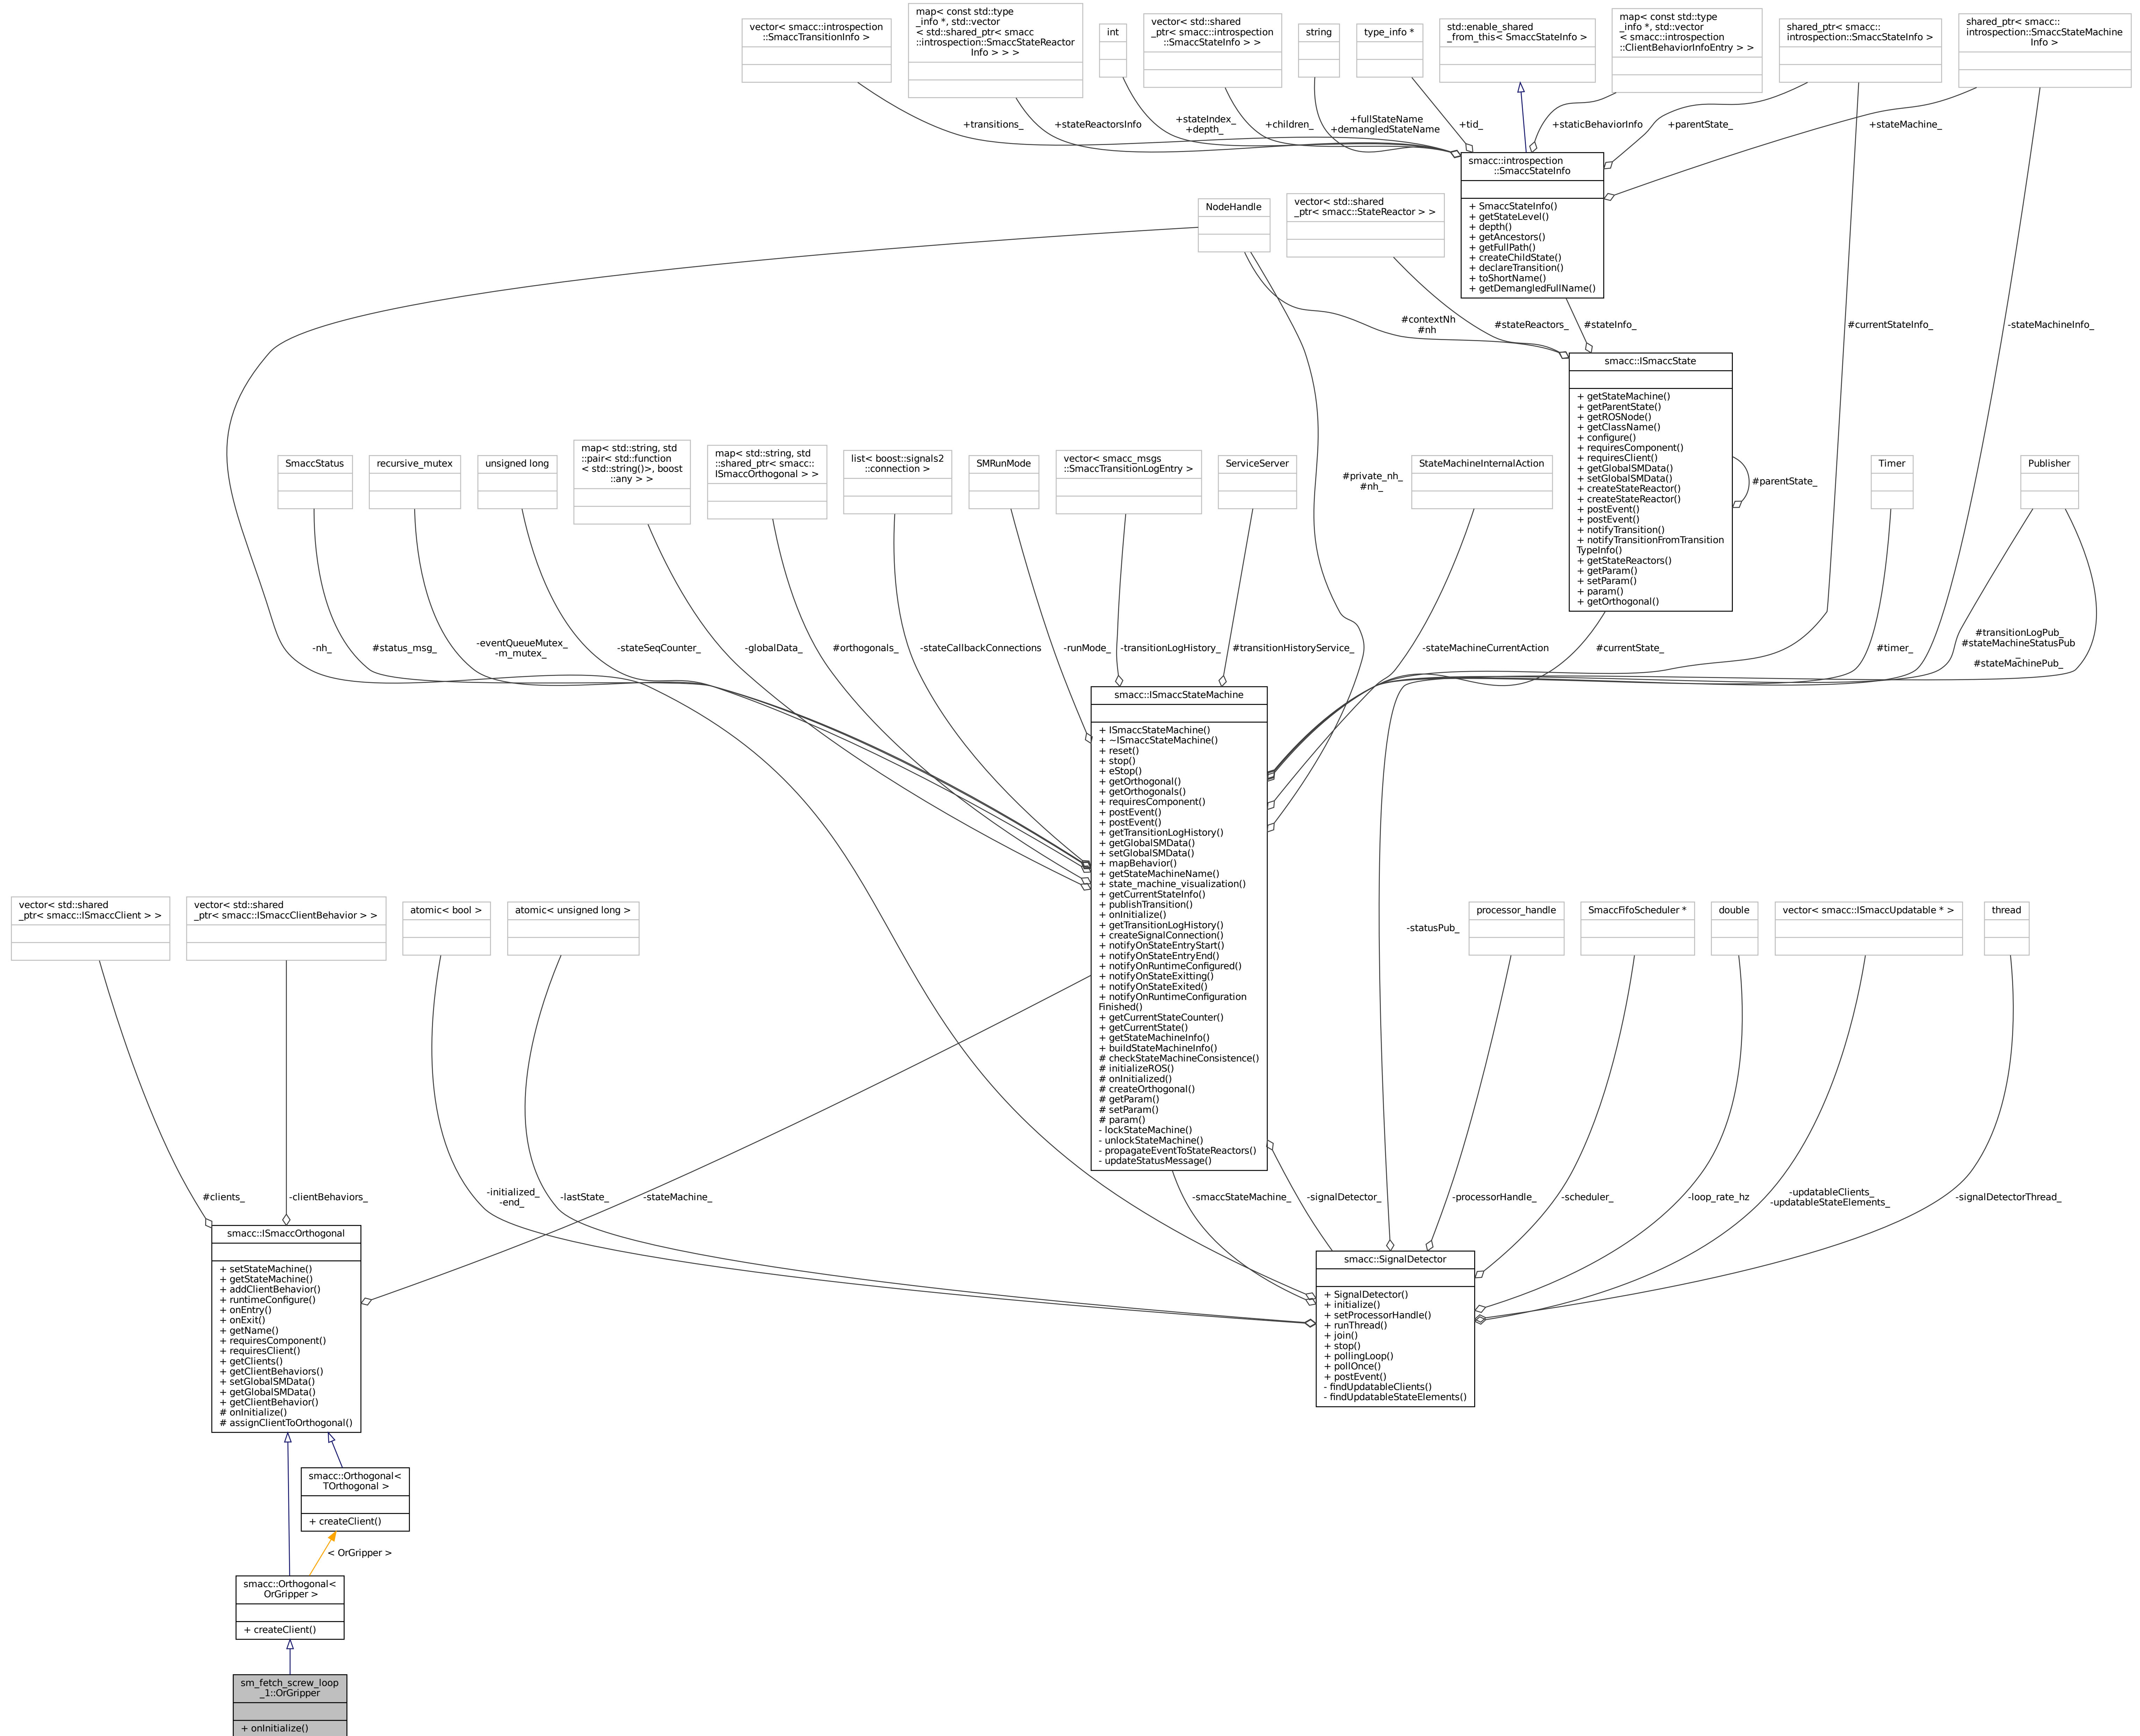 vector< smacc::introspection
::SmaccTransitionInfo >
map< const std::type
_info *, std::vector
< std::shared_ptr< smacc
::introspection::SmaccStateReactor
Info > > >
int
vector< std::shared
_ptr< smacc::introspection
::SmaccStateInfo > >
string
type_info *
std::enable_shared
_from_this< SmaccStateInfo >
map< const std::type
_info *, std::vector
< smacc::introspection
::ClientBehaviorInfoEntry > >
shared_ptr< smacc::
introspection::SmaccStateInfo >
shared_ptr< smacc::
introspection::SmaccStateMachine
Info >
+transitions_
+stateReactorsInfo
+stateIndex_
+depth_
+children_
+fullStateName
+demangledStateName
+tid_
+staticBehaviorInfo
+parentState_
+stateMachine_
smacc::introspection
::SmaccStateInfo
+ SmaccStateInfo()
+ getStateLevel()
+ depth()
+ getAncestors()
+ getFullPath()
+ createChildState()
+ declareTransition()
+ toShortName()
+ getDemangledFullName()
NodeHandle
vector< std::shared
_ptr< smacc::StateReactor > >
#contextNh
#nh
#stateReactors_
#stateInfo_
#currentStateInfo_
-stateMachineInfo_
smacc::ISmaccState
+ getStateMachine()
+ getParentState()
+ getROSNode()
+ getClassName()
+ configure()
+ requiresComponent()
+ requiresClient()
+ getGlobalSMData()
+ setGlobalSMData()
+ createStateReactor()
+ createStateReactor()
+ postEvent()
+ postEvent()
+ notifyTransition()
+ notifyTransitionFromTransition
TypeInfo()
+ getStateReactors()
+ getParam()
+ setParam()
+ param()
+ getOrthogonal()
#parentState_
SmaccStatus
recursive_mutex
unsigned long
map< std::string, std
::pair< std::function
< std::string()>, boost
::any > >
map< std::string, std
::shared_ptr< smacc::
ISmaccOrthogonal > >
list< boost::signals2
::connection >
SMRunMode
vector< smacc_msgs
::SmaccTransitionLogEntry >
ServiceServer
#private_nh_
#nh_
StateMachineInternalAction
Timer
Publisher
-nh_
#status_msg_
-eventQueueMutex_
-m_mutex_
-stateSeqCounter_
-globalData_
#orthogonals_
-stateCallbackConnections
-runMode_
-transitionLogHistory_
#transitionHistoryService_
-stateMachineCurrentAction
#currentState_
#timer_
#transitionLogPub_
#stateMachineStatusPub
_
#stateMachinePub_
smacc::ISmaccStateMachine
+ ISmaccStateMachine()
+ ~ISmaccStateMachine()
+ reset()
+ stop()
+ eStop()
+ getOrthogonal()
+ getOrthogonals()
+ requiresComponent()
+ postEvent()
+ postEvent()
+ getTransitionLogHistory()
+ getGlobalSMData()
+ setGlobalSMData()
+ mapBehavior()
+ getStateMachineName()
+ state_machine_visualization()
+ getCurrentStateInfo()
+ publishTransition()
+ onInitialize()
+ getTransitionLogHistory()
+ createSignalConnection()
+ notifyOnStateEntryStart()
+ notifyOnStateEntryEnd()
+ notifyOnRuntimeConfigured()
+ notifyOnStateExitting()
+ notifyOnStateExited()
+ notifyOnRuntimeConfiguration
Finished()
+ getCurrentStateCounter()
+ getCurrentState()
+ getStateMachineInfo()
+ buildStateMachineInfo()
# checkStateMachineConsistence()
# initializeROS()
# onInitialized()
# createOrthogonal()
# getParam()
# setParam()
# param()
- lockStateMachine()
- unlockStateMachine()
- propagateEventToStateReactors()
- updateStatusMessage()
vector< std::shared
_ptr< smacc::ISmaccClient > >
vector< std::shared
_ptr< smacc::ISmaccClientBehavior > >
atomic< bool >
atomic< unsigned long >
-statusPub_
processor_handle
SmaccFifoScheduler *
double
vector< smacc::ISmaccUpdatable * >
thread
#clients_
-clientBehaviors_
-initialized_
-end_
-lastState_
-stateMachine_
-smaccStateMachine_
-signalDetector_
-processorHandle_
-scheduler_
-loop_rate_hz
-updatableClients_
-updatableStateElements_
-signalDetectorThread_
smacc::ISmaccOrthogonal
+ setStateMachine()
+ getStateMachine()
+ addClientBehavior()
+ runtimeConfigure()
+ onEntry()
+ onExit()
+ getName()
+ requiresComponent()
+ requiresClient()
+ getClients()
+ getClientBehaviors()
+ setGlobalSMData()
+ getGlobalSMData()
+ getClientBehavior()
# onInitialize()
# assignClientToOrthogonal()
smacc::SignalDetector
+ SignalDetector()
+ initialize()
+ setProcessorHandle()
+ runThread()
+ join()
+ stop()
+ pollingLoop()
+ pollOnce()
+ postEvent()
- findUpdatableClients()
- findUpdatableStateElements()
smacc::Orthogonal<
TOrthogonal >
+ createClient()
< OrGripper >
smacc::Orthogonal<
OrGripper >
+ createClient()
sm_fetch_screw_loop
_1::OrGripper
+ onInitialize()